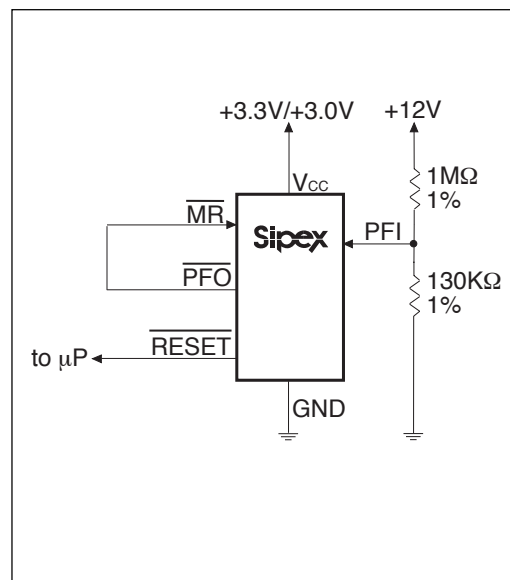 +3.3V/+3.0V
+12V
1MΩ
1%
VCC
MR
Sipex
PFI
PFO
130KΩ
1%
RESET
to µP
GND